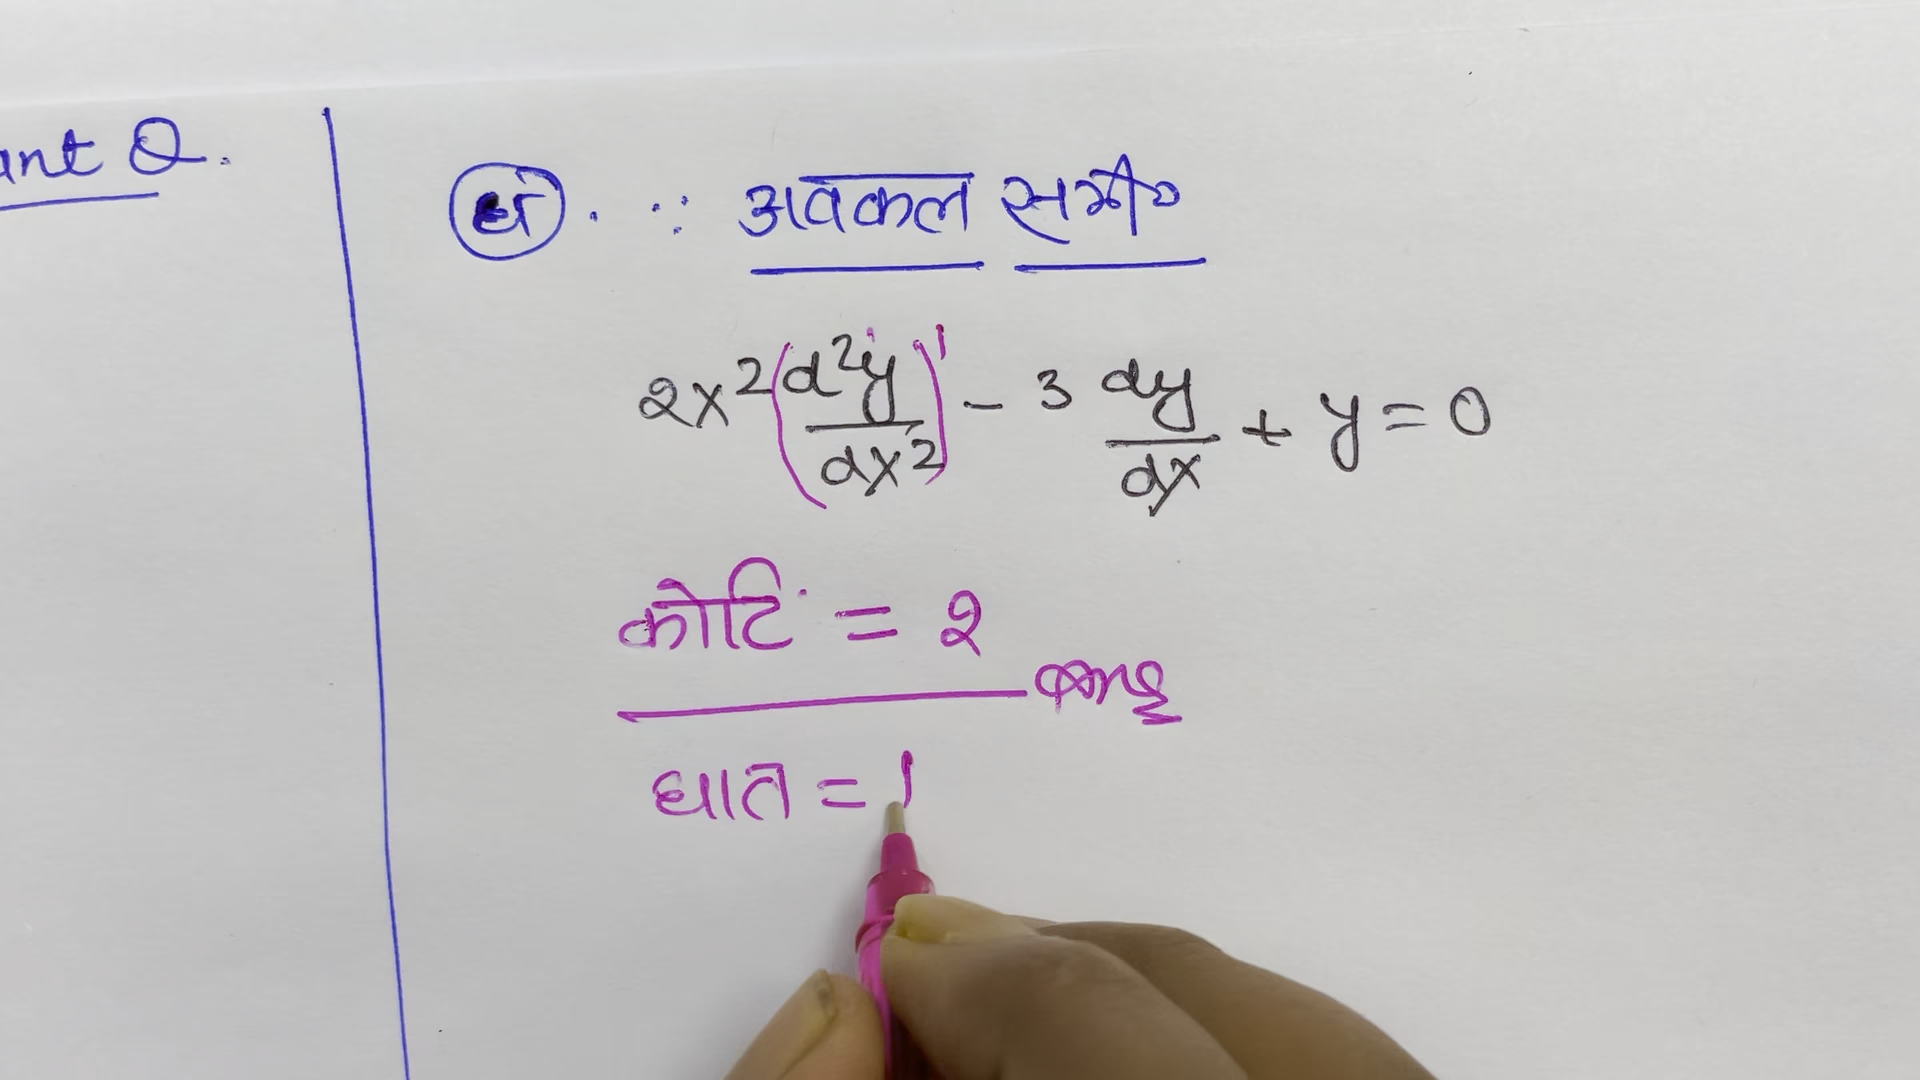 ant Q.
घ. ∵ अवकल समी०
2x²(d²y/dx²)¹ - 3 dy/dx + y = 0
कोटि = 2
घात = 1